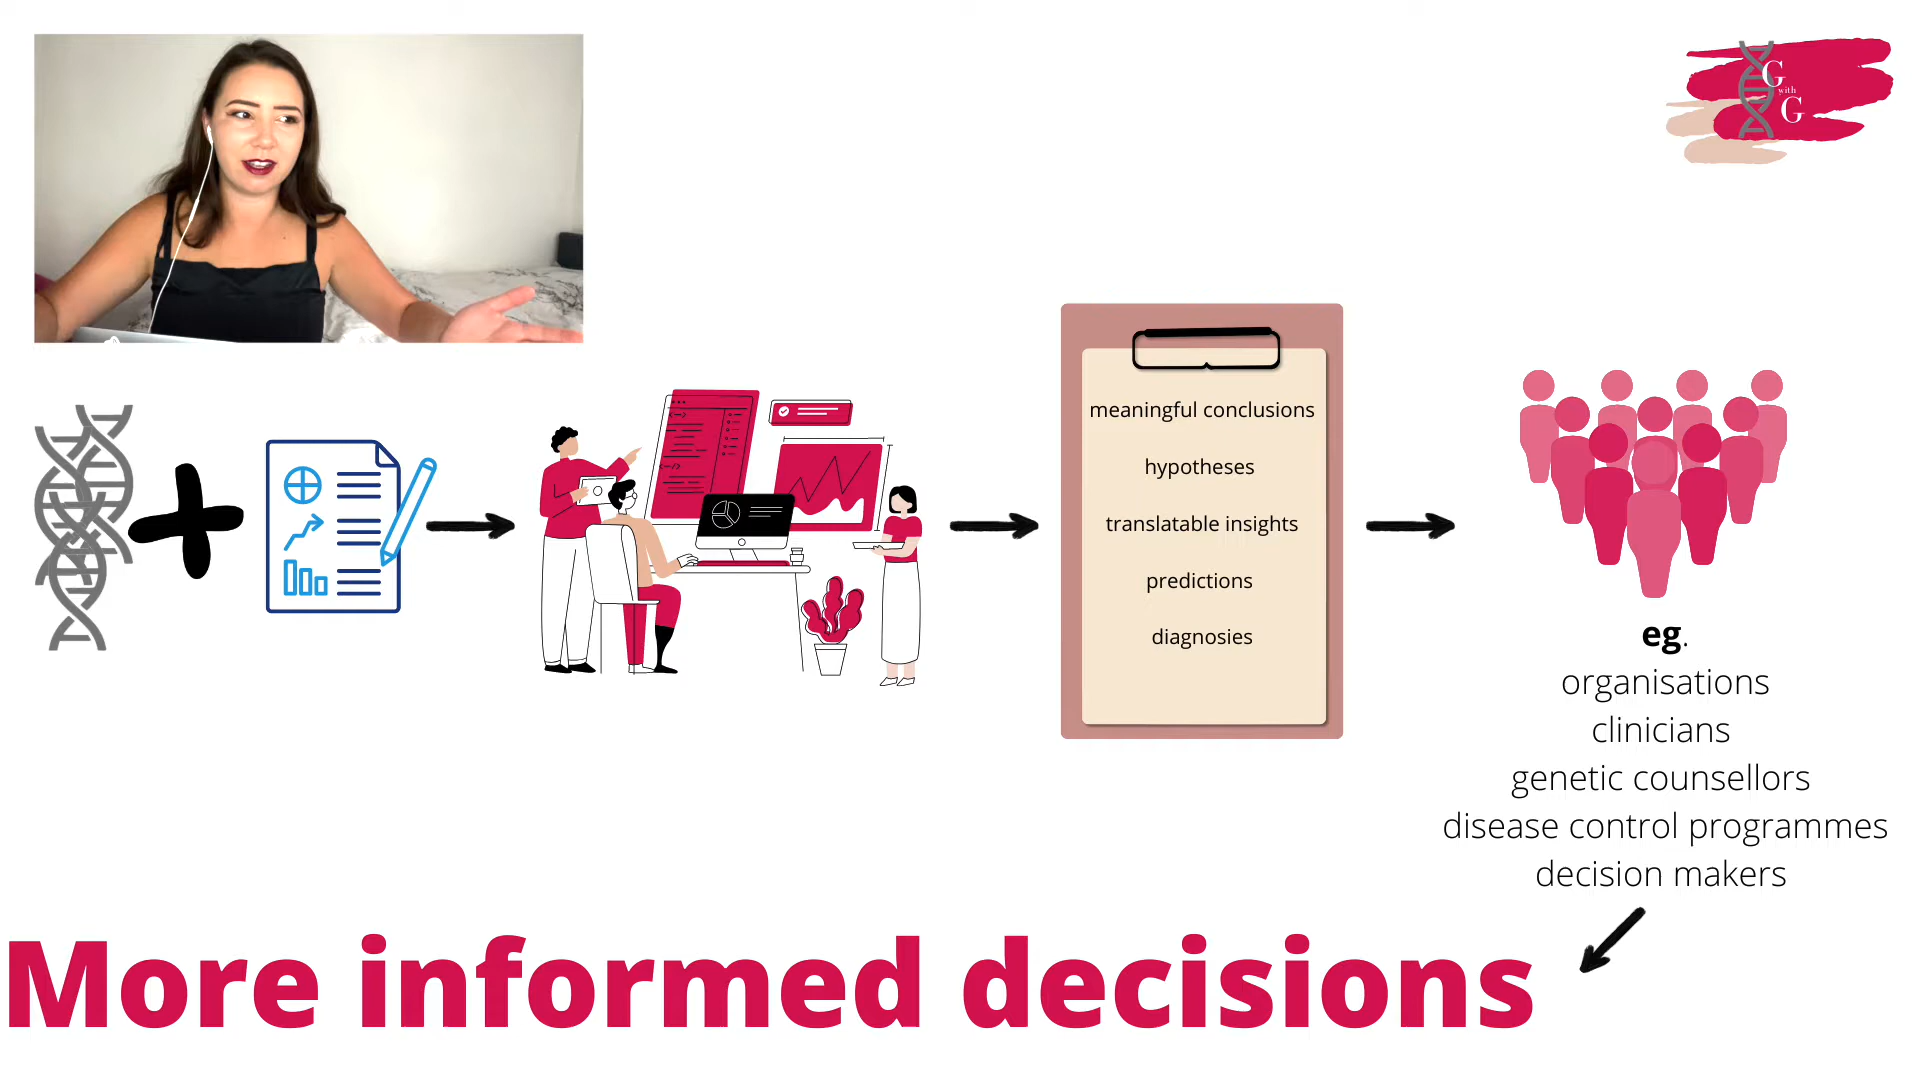 G
with
G
meaningful conclusions
hypotheses
translatable insights
predictions
diagnosies
eg.
organisations
clinicians
genetic counsellors
disease control programmes
decision makers
More informed decisions